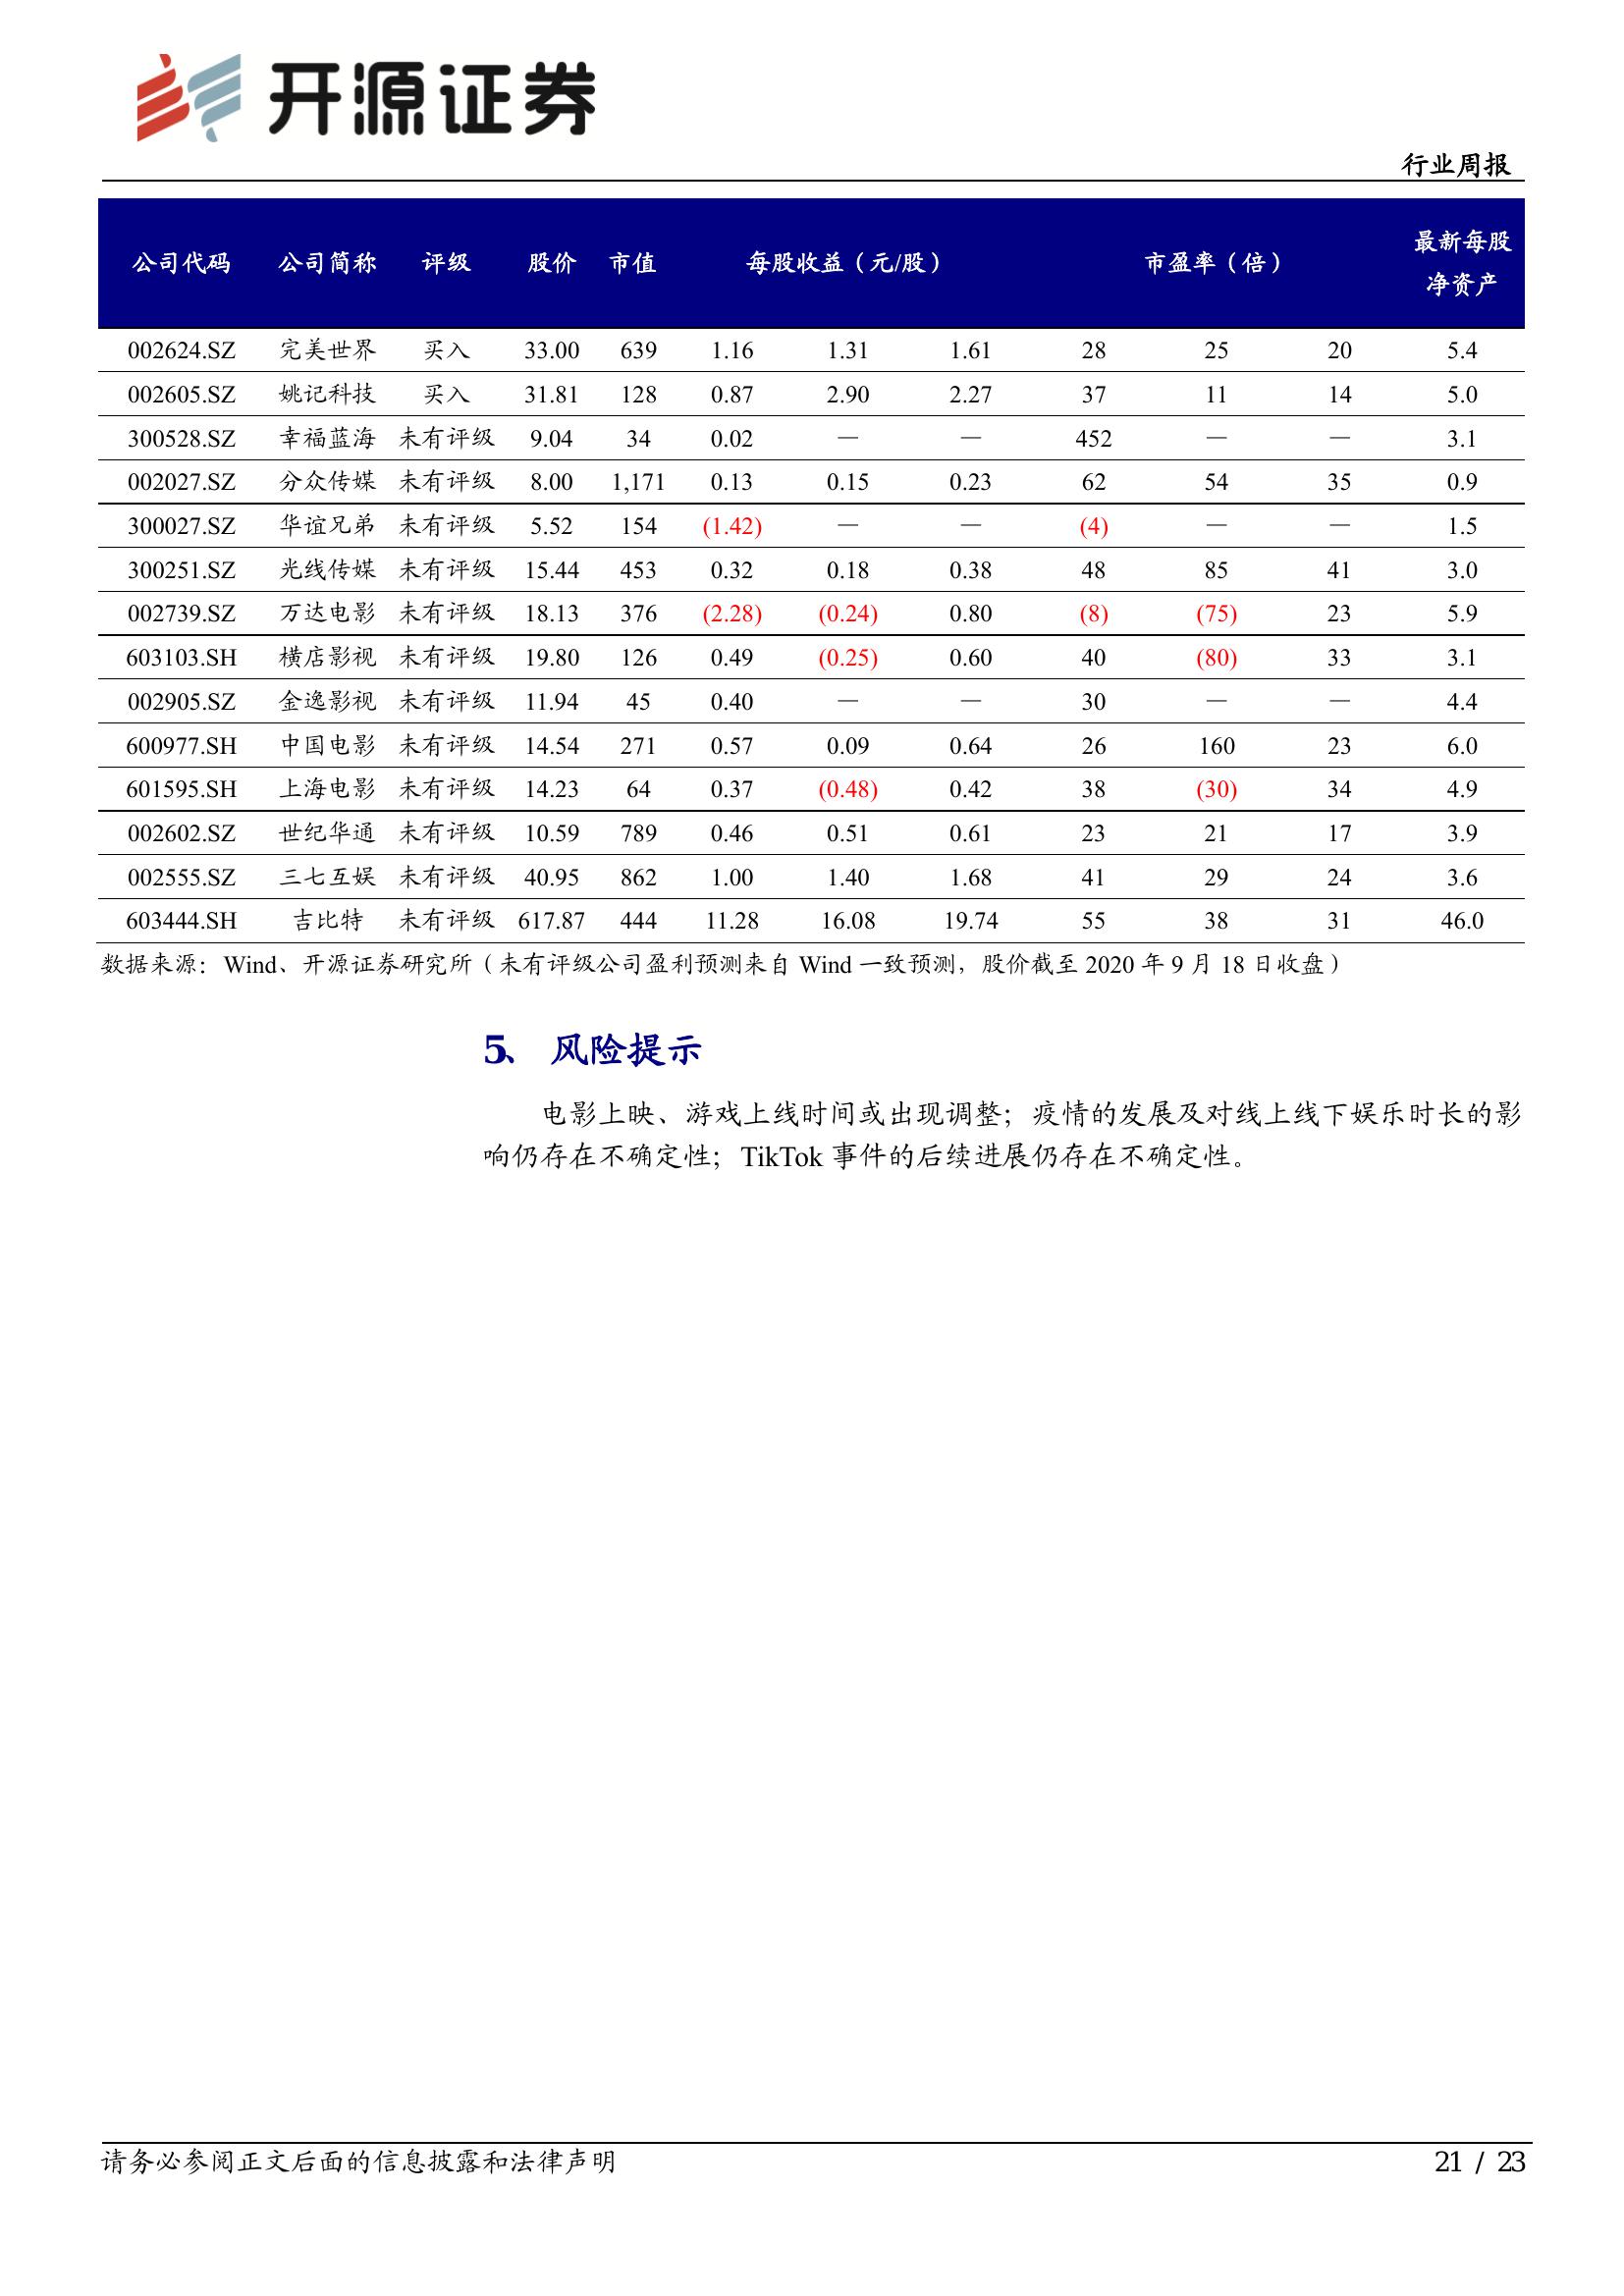 开源证券
行业周报
公司代码 公司简称 评级 股价 市值 每股收益（元/股） 市盈率（倍） 最新每股
净资产
002624.SZ 完美世界 买入 33.00 639 1.16 1.31 1.61 28 25 20 5.4
002605.SZ 姚记科技 买入 31.81 128 0.87 2.90 2.27 37 11 14 5.0
300528.SZ 幸福蓝海 未有评级 9.04 34 0.02 — — 452 — — 3.1
002027.SZ 分众传媒 未有评级 8.00 1,171 0.13 0.15 0.23 62 54 35 0.9
300027.SZ 华谊兄弟 未有评级 5.52 154 (1.42) — — (4) — — 1.5
300251.SZ 光线传媒 未有评级 15.44 453 0.32 0.18 0.38 48 85 41 3.0
002739.SZ 万达电影 未有评级 18.13 376 (2.28) (0.24) 0.80 (8) (75) 23 5.9
603103.SH 横店影视 未有评级 19.80 126 0.49 (0.25) 0.60 40 (80) 33 3.1
002905.SZ 金逸影视 未有评级 11.94 45 0.40 — — 30 — — 4.4
600977.SH 中国电影 未有评级 14.54 271 0.57 0.09 0.64 26 160 23 6.0
601595.SH 上海电影 未有评级 14.23 64 0.37 (0.48) 0.42 38 (30) 34 4.9
002602.SZ 世纪华通 未有评级 10.59 789 0.46 0.51 0.61 23 21 17 3.9
002555.SZ 三七互娱 未有评级 40.95 862 1.00 1.40 1.68 41 29 24 3.6
603444.SH 吉比特 未有评级 617.87 444 11.28 16.08 19.74 55 38 31 46.0
数据来源：Wind、开源证券研究所（未有评级公司盈利预测来自 Wind 一致预测，股价截至 2020 年 9 月 18 日收盘）
5、 风险提示
电影上映、游戏上线时间或出现调整；疫情的发展及对线上线下娱乐时长的影
响仍存在不确定性；TikTok 事件的后续进展仍存在不确定性。
请务必参阅正文后面的信息披露和法律声明 21 / 23